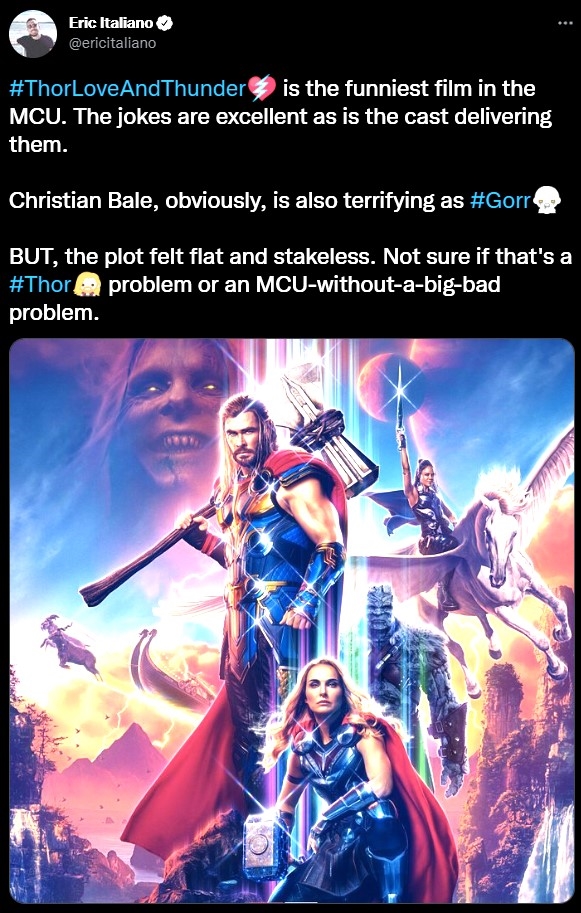 Eric Italiano
@ericitaliano
#ThorLoveAndThunder is the funniest film in the
MCU. The jokes are excellent as is the cast delivering
them.
Christian Bale, obviously, is also terrifying as #Gorr
BUT, the plot felt flat and stakeless. Not sure if that's a
#Thor problem or an MCU-without-a-big-bad
problem.